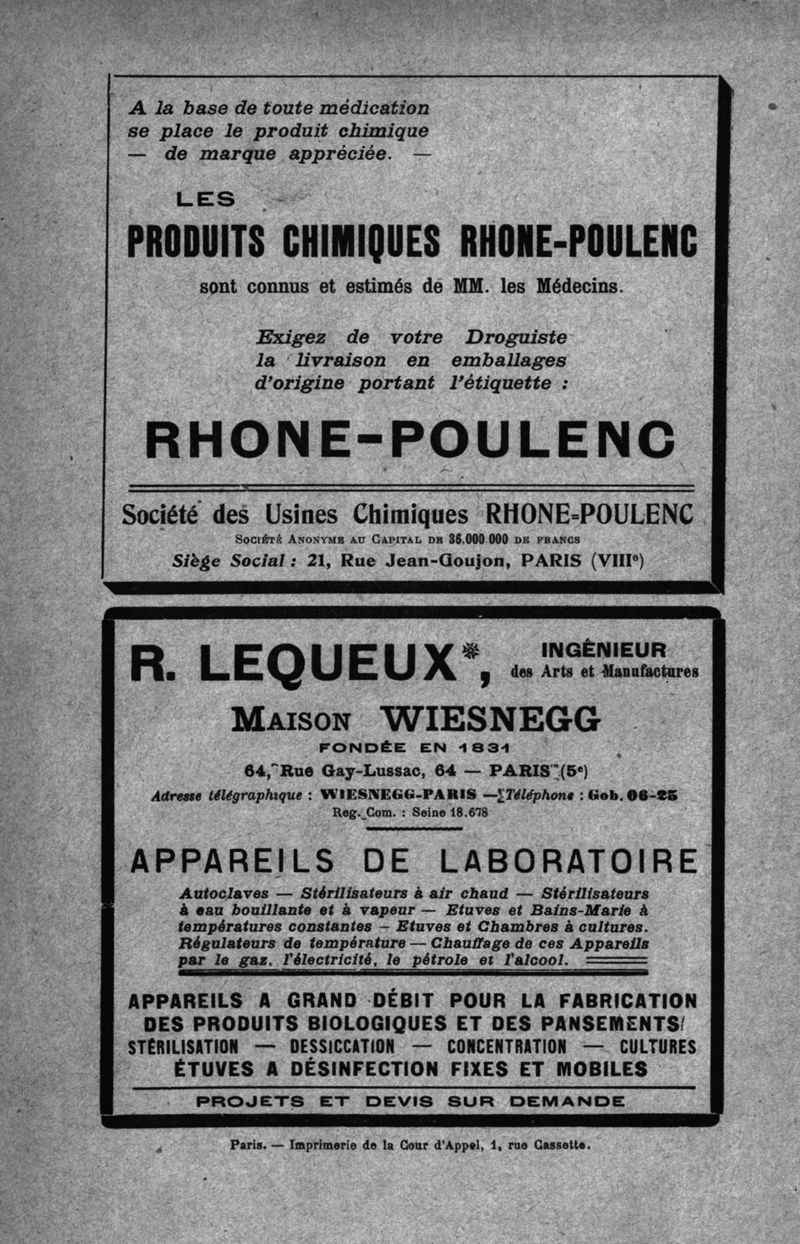 A la base de toute médication
se place le produit chimique
— de marque appréciée. —
LES
PRODUITS CHIMIQUES RHONE-POULENC
sont connus et estimés de MM. les Médecins.
Exigez de votre Droguiste
la livraison en emballages
d'origine portant l'étiquette :
RHONE-POULENC
Société des Usines Chimiques RHONE-POULENC
Société Anonyme au Capital de 36.000.000 de francs
Siège Social : 21, Rue Jean-Goujon, PARIS (VIIIe)
R. LEQUEUX*, INGÊNIEUR
des Arts et Manufactures
Maison WIESNEGG
FONDÉE EN 1831
64, Rue Gay-Lussac, 64 — PARIS (5e)
Adresse télégraphique : WIESNEGG-PARIS — Téléphone : Gob. 06-25
Reg. Com. : Seine 18.678
APPAREILS DE LABORATOIRE
Autoclaves — Stérilisateurs à air chaud — Stérilisateurs
à eau bouillante et à vapeur — Etuves et Bains-Marie à
températures constantes — Etuves et Chambres à cultures.
Régulateurs de température — Chauffage de ces Appareils
par le gaz, l'électricité, le pétrole et l'alcool.
APPAREILS A GRAND DÉBIT POUR LA FABRICATION
DES PRODUITS BIOLOGIQUES ET DES PANSEMENTS
STÉRILISATION — DESSICCATION — CONCENTRATION — CULTURES
ÉTUVES A DÉSINFECTION FIXES ET MOBILES
PROJETS ET DEVIS SUR DEMANDE
Paris. — Imprimerie de la Cour d'Appel, 1, rue Cassette.